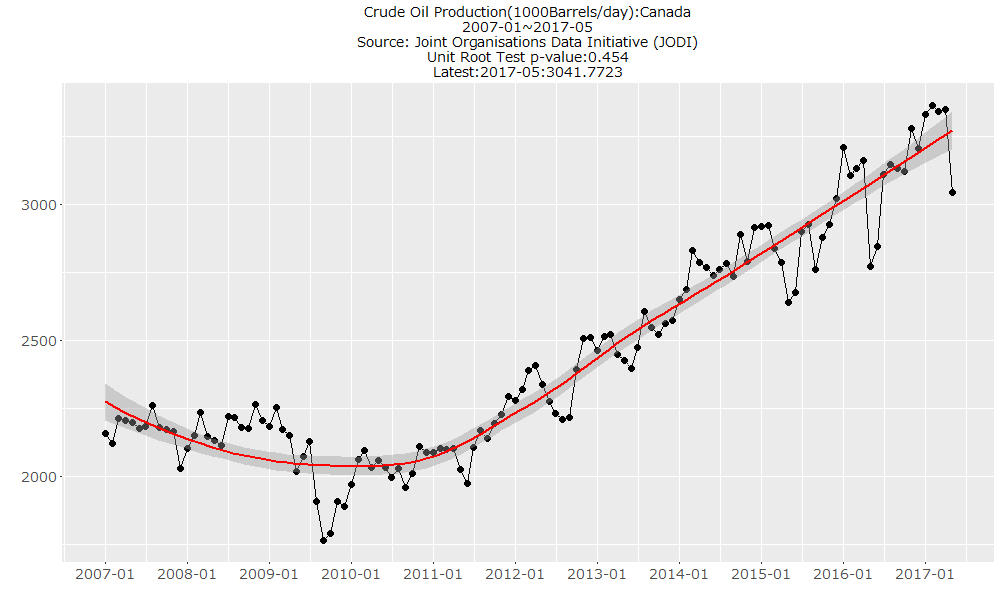 Crude Oil Production(1000Barrels/day):Canada
2007-01~2017-05
Source: Joint Organisations Data Initiative (JODI)
Unit Root Test p-value:0.454
Latest:2017-05:3041.7723
3000
2500
2000
2007-01 2008-01 2009-01 2010-01 2011-01 2012-01 2013-01 2014-01 2015-01 2016-01 2017-01